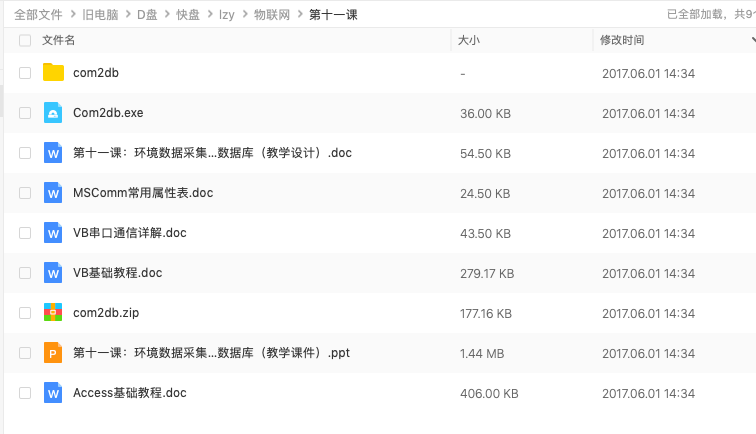 全部文件 > 旧电脑 > D盘 > 快盘 > lzy > 物联网 > 第十一课 已全部加载，共9
文件名 大小 修改时间
com2db - 2017.06.01 14:34
Com2db.exe 36.00 KB 2017.06.01 14:34
第十一课：环境数据采集...数据库（教学设计）.doc 54.50 KB 2017.06.01 14:34
MSComm常用属性表.doc 24.50 KB 2017.06.01 14:34
VB串口通信详解.doc 43.50 KB 2017.06.01 14:34
VB基础教程.doc 279.17 KB 2017.06.01 14:34
com2db.zip 177.16 KB 2017.06.01 14:34
第十一课：环境数据采集...数据库（教学课件）.ppt 1.44 MB 2017.06.01 14:34
Access基础教程.doc 406.00 KB 2017.06.01 14:34